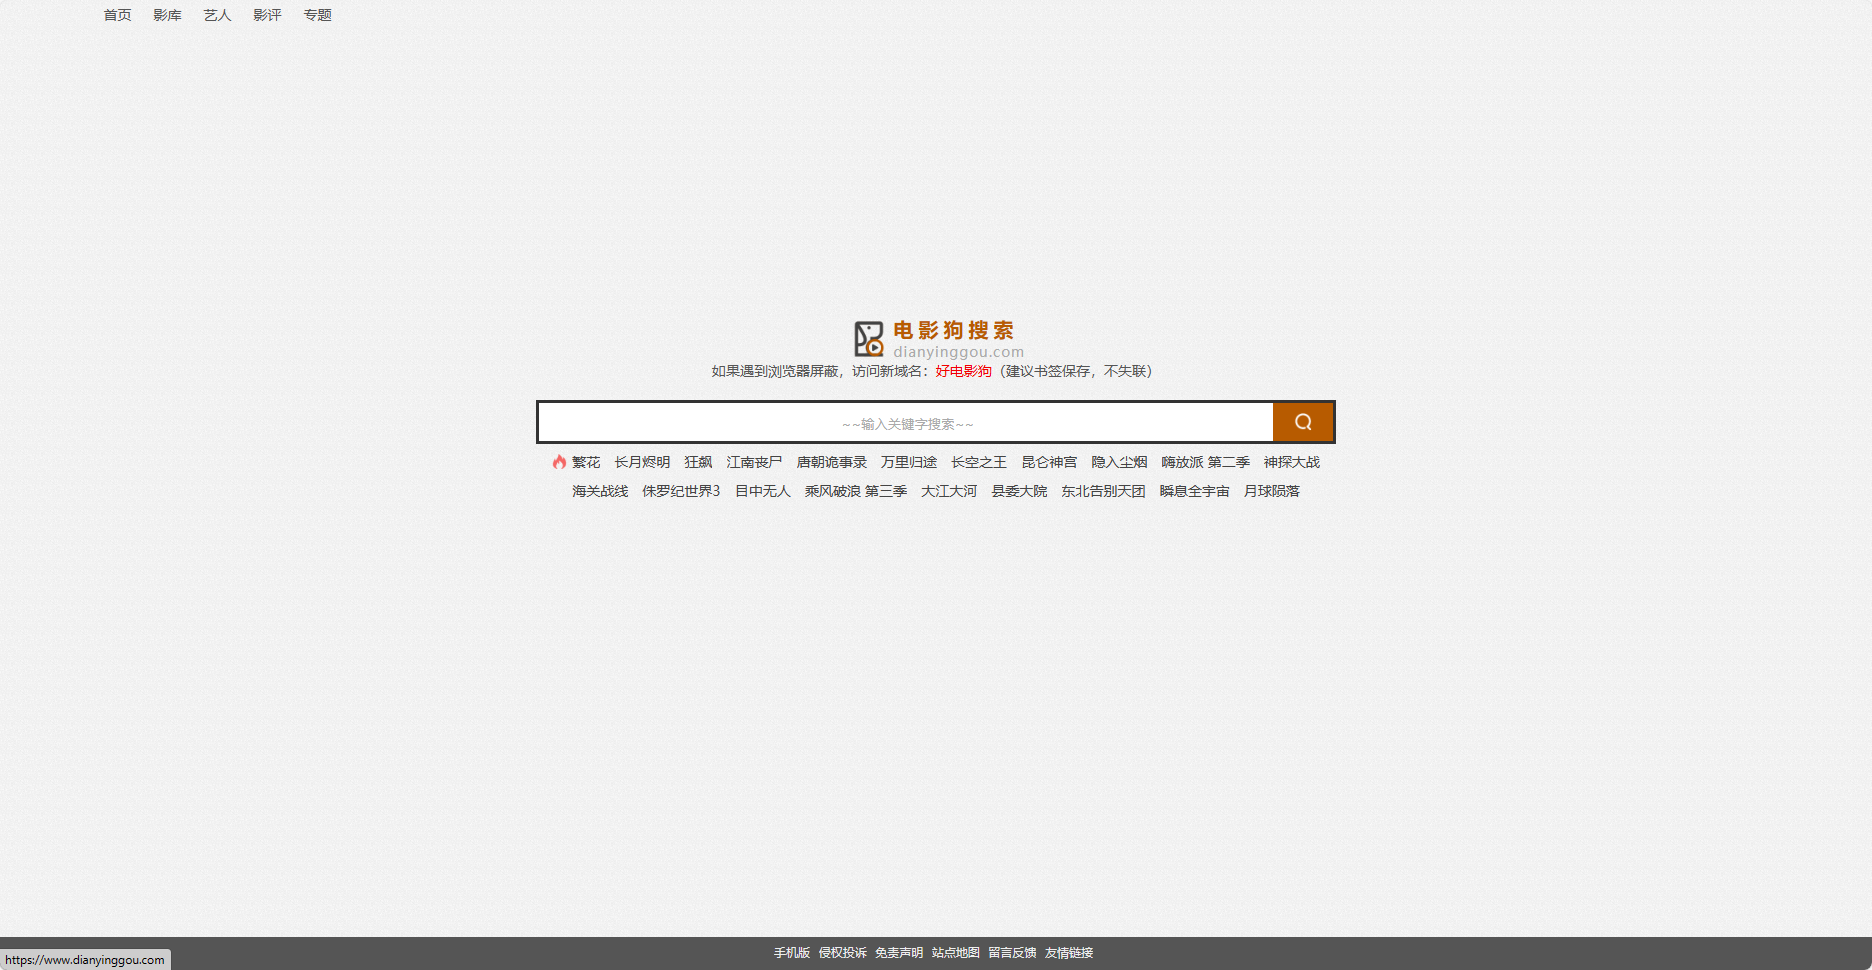 首页 影库 艺人 影评 专题
电影狗搜索
dianyinggou.com
如果遇到浏览器屏蔽，访问新域名：好电影狗（建议书签保存，不失联）
~~输入关键字搜索~~
繁花 长月烬明 狂飙 江南丧尸 唐朝诡事录 万里归途 长空之王 昆仑神宫 隐入尘烟 嗨放派 第二季 神探大战
海关战线 侏罗纪世界3 目中无人 乘风破浪 第三季 大江大河 县委大院 东北告别天团 瞬息全宇宙 月球陨落
手机版 侵权投诉 免责声明 站点地图 留言反馈 友情链接
https://www.dianyinggou.com